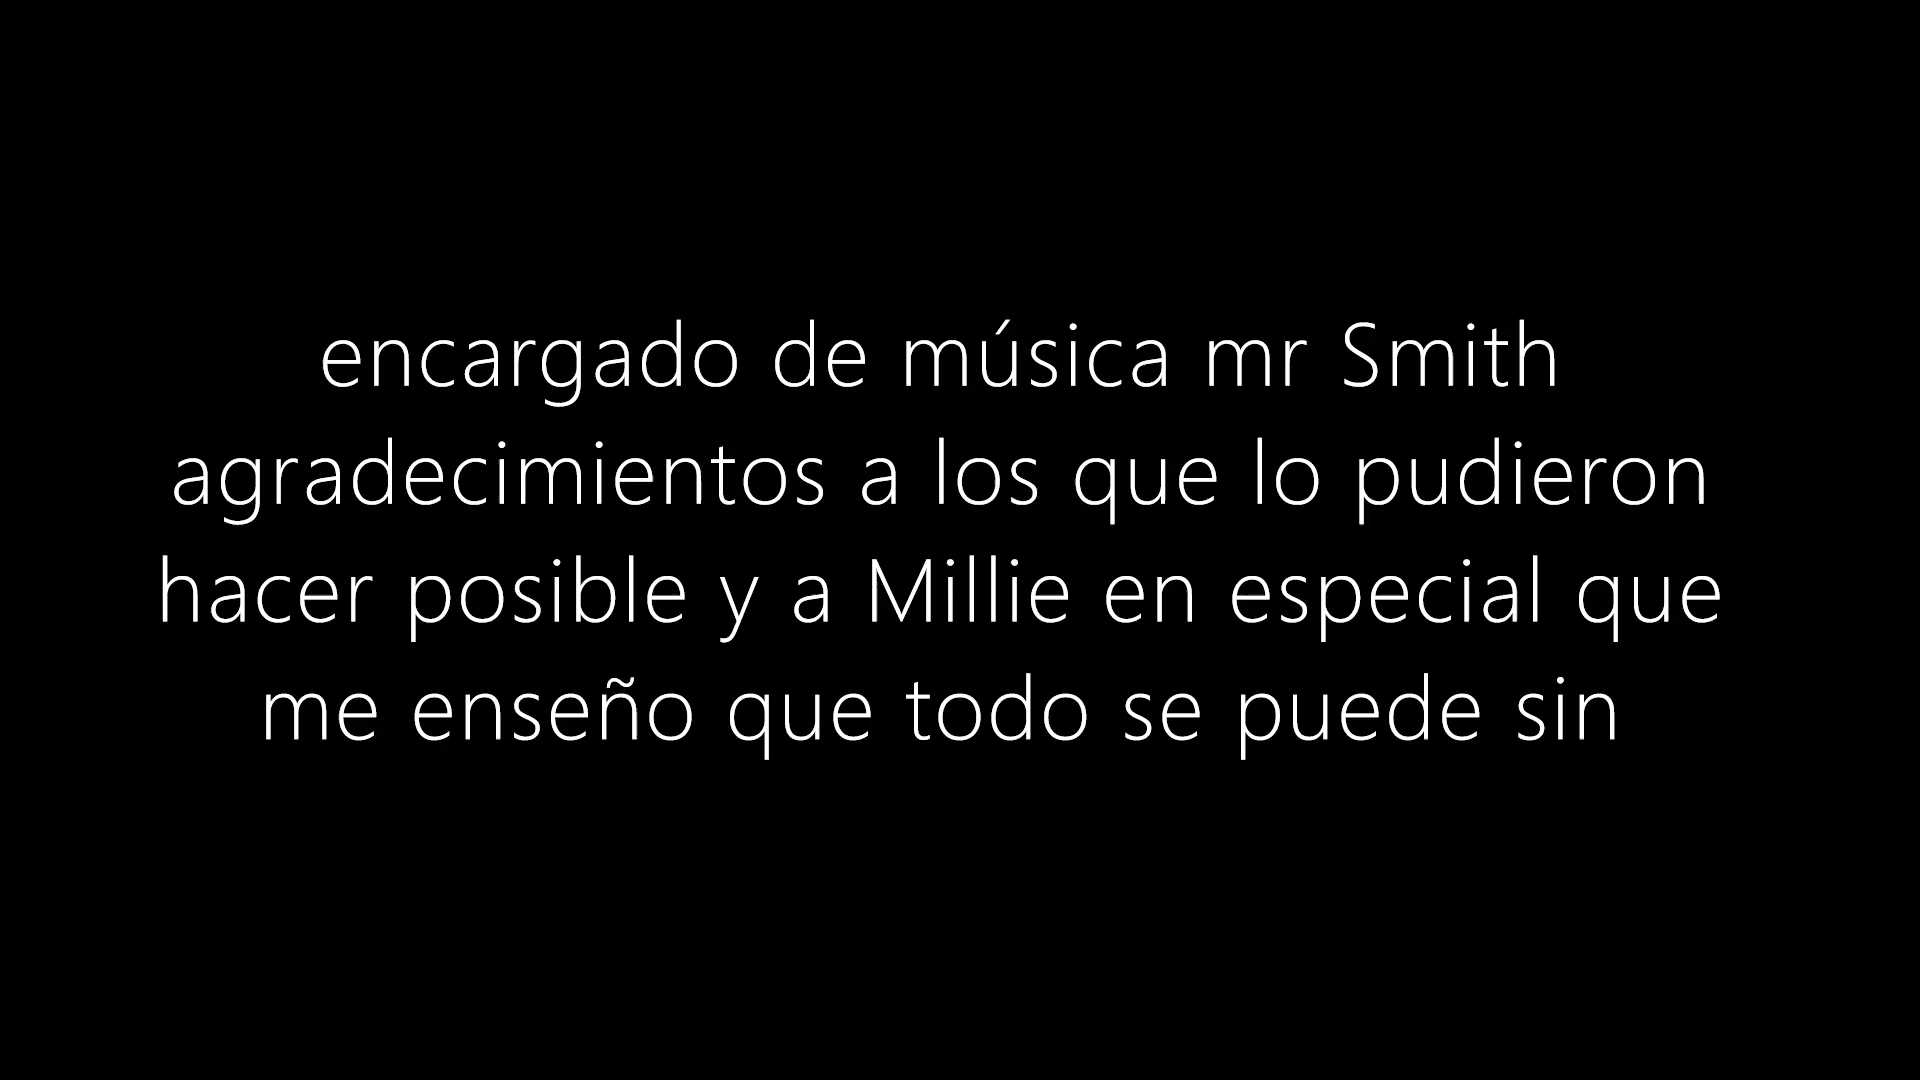 encargado de música mr Smith
agradecimientos a los que lo pudieron
hacer posible y a Millie en especial que
me enseño que todo se puede sin